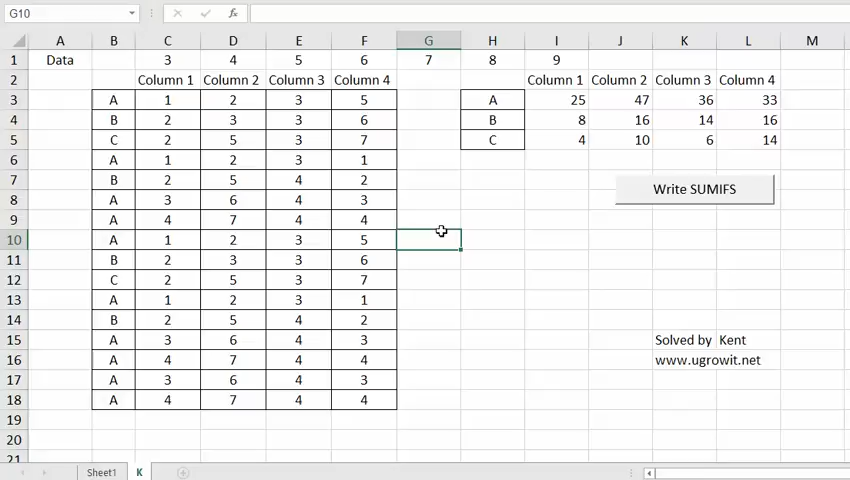 G10
fx
A B C D E F G H I J K L M
1 Data 3 4 5 6 7 8 9
2 Column 1 Column 2 Column 3 Column 4 Column 1 Column 2 Column 3 Column 4
3 A 1 2 3 5 A 25 47 36 33
4 B 2 3 3 6 B 8 16 14 16
5 C 2 5 3 7 C 4 10 6 14
6 A 1 2 3 1
7 B 2 5 4 2
Write SUMIFS
8 A 3 6 4 3
9 A 4 7 4 4
10 A 1 2 3 5
11 B 2 3 3 6
12 C 2 5 3 7
13 A 1 2 3 1
14 B 2 5 4 2
15 A 3 6 4 3 Solved by Kent
16 A 4 7 4 4 www.ugrowit.net
17 A 3 6 4 3
18 A 4 7 4 4
19
20
21
Sheet1 K